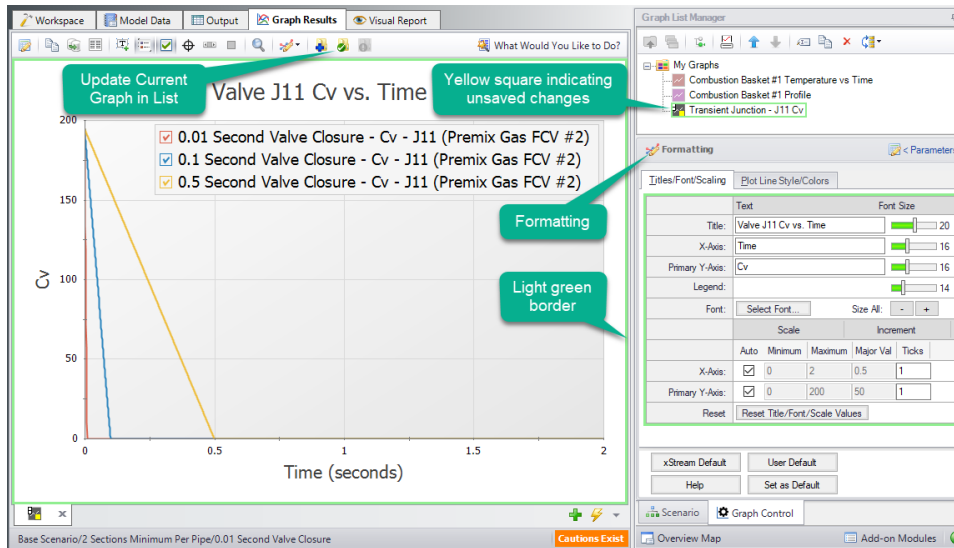 Workspace
Model Data
Output
Graph Results
Visual Report
What Would You Like to Do?
Update Current
Graph in List
Valve J11 Cv vs. Time
0.01 Second Valve Closure - Cv - J11 (Premix Gas FCV #2)
0.1 Second Valve Closure - Cv - J11 (Premix Gas FCV #2)
0.5 Second Valve Closure - Cv - J11 (Premix Gas FCV #2)
200
150
100
50
0
Cv
0
0.5
1
1.5
2
Time (seconds)
Base Scenario/2 Sections Minimum Per Pipe/0.01 Second Valve Closure
Cautions Exist
Yellow square indicating
unsaved changes
Formatting
Light green
border
Graph List Manager
My Graphs
Combustion Basket #1 Temperature vs Time
Combustion Basket #1 Profile
Transient Junction - J11 Cv
Formatting
< Parameters
Titles/Font/Scaling
Plot Line Style/Colors
Text Font Size
Title: Valve J11 Cv vs. Time 20
X-Axis: Time 16
Primary Y-Axis: Cv 16
Legend: 14
Font: Select Font... Size All: - +
Scale Increment
Auto Minimum Maximum Major Val Ticks
X-Axis: 0 2 0.5 1
Primary Y-Axis: 0 200 50 1
Reset Reset Title/Font/Scale Values
xStream Default User Default
Help Set as Default
Scenario Graph Control
Overview Map Add-on Modules